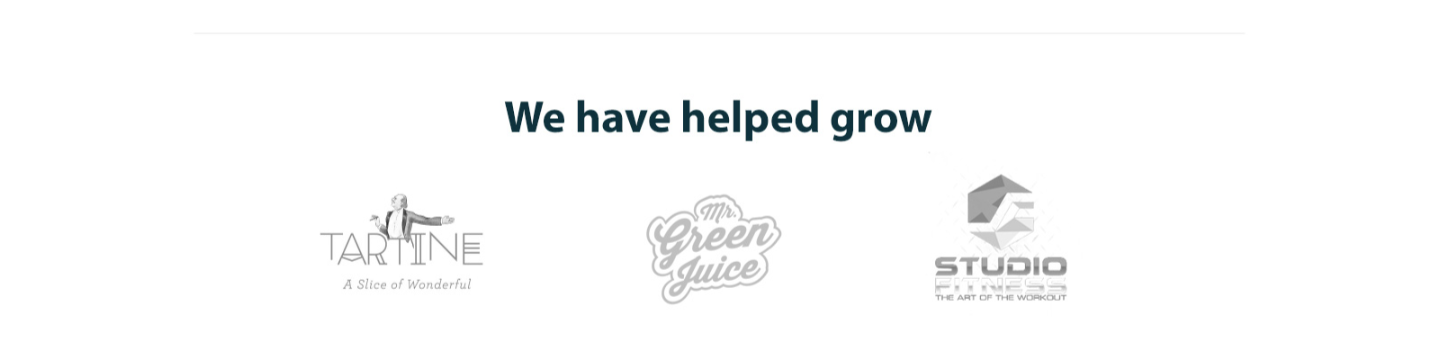 We have helped grow
TARTINE
A Slice of Wonderful
Mr.
Green
Juice
STUDIO
FITNESS
THE ART OF THE WORKOUT